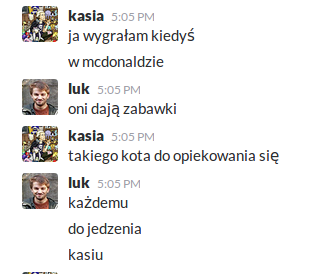 kasia 5:05 PM
ja wygrałam kiedyś
w mcdonaldzie
luk 5:05 PM
oni dają zabawki
kasia 5:05 PM
takiego kota do opiekowania się
luk 5:05 PM
każdemu
do jedzenia
kasiu